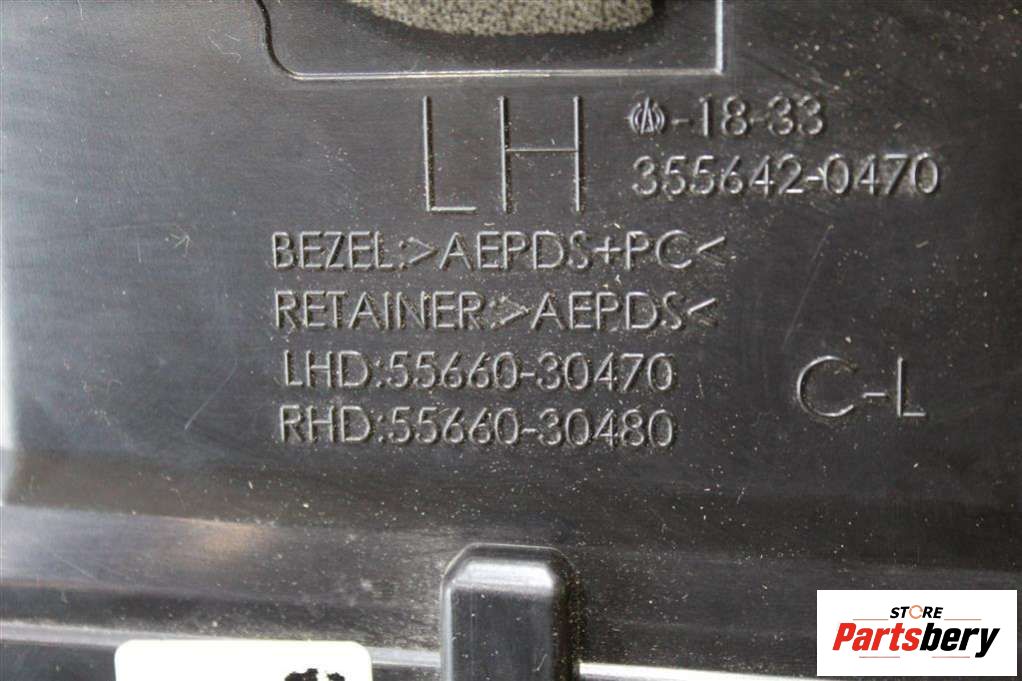 LH
-18-33
355642-0470
BEZEL:>AEPDS+PC<
RETAINER:>AEPDS<
LHD:55660-30470
RHD:55660-30480
C-L
STORE
Partsbery